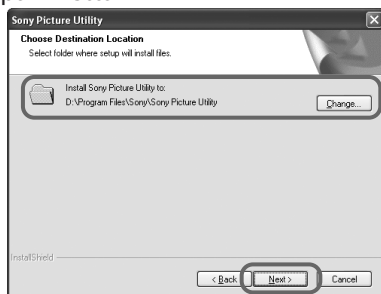 Sony Picture Utility
Choose Destination Location
Select folder where setup will install files.
Install Sony Picture Utility to:
D:\Program Files\Sony\Sony Picture Utility
Change...
InstallShield
< Back
Next >
Cancel